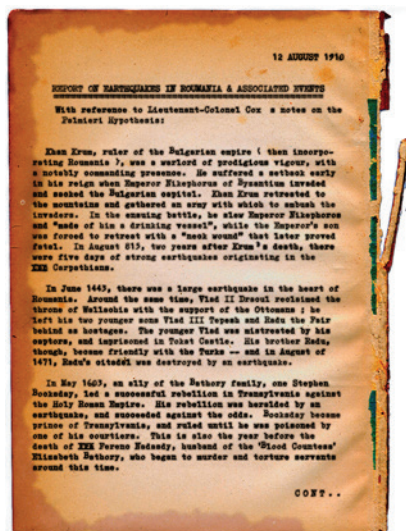 12 AUGUST 1910
REPORT ON EARTHQUAKES IN ROUMANIA & ASSOCIATED EVENTS
With reference to Lieutenant-Colonel Cox s notes on the
Palmieri Hypothesis:
Khan Krum, ruler of the Bulgarian empire ( then incorpo-
rating Roumania ), was a warlord of prodigious vigour, with
a notably commanding presence. He suffered a setback early
in his reign when Emperor Nikephorus of Byzantium invaded
and sacked the Bulgarian capital. Khan Krum retreated to
the mountains and gathered an army with which to ambush the
invaders. In the ensuing battle, he slew Emperor Nikephoros
and "made of him a drinking vessel", while the Emperor's son
was forced to retreat with a "neck wound" that later proved
fatal. In August 815, two years after Krum's death, there
were five days of strong earthquakes originating in the
XXX Carpathians.
In June 1443, there was a large earthquake in the heart of
Roumania. Around the same time, Vlad II Dracul reclaimed the
throne of Wallachia with the support of the Ottomans ; he
left his two younger sons Vlad III Tepesh and Radu the Fair
behind as hostages. The younger Vlad was mistreated by his
captors, and imprisoned in Tokat Castle. His brother Radu,
though, became friendly with the Turks -- and in August of
1471, Radu's citadel was destroyed by an earthquake.
In May 1603, an ally of the Bathory family, one Stephen
Bocksday, led a successful rebellion in Transylvania against
the Holy Roman Empire. His rebellion was heralded by an
earthquake, and succeeded against the odds. Bocksday became
prince of Transylvania, and ruled until he was poisoned by
one of his courtiers. This is also the year before the
death of XXX Ferenc Nadasdy, husband of the 'Blood Countess'
Elizabeth Bathory, who began to murder and torture servants
around this time.
CONT..